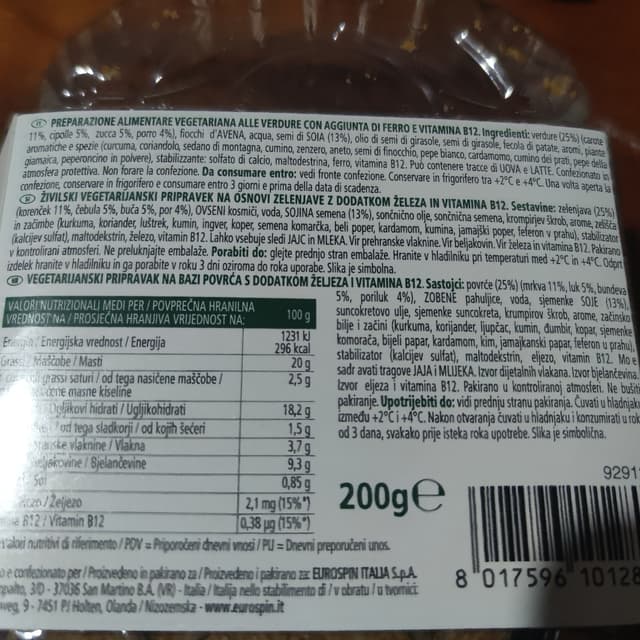 IT PREPARAZIONE ALIMENTARE VEGETARIANA ALLE VERDURE CON AGGIUNTA DI FERRO E VITAMINA B12. Ingredienti: verdure (25%) (carote
11%, cipolle 5%, zucca 5%, porro 4%), fiocchi d'AVENA, acqua, semi di SOIA (13%), olio di semi di girasole, semi di girasole, fecola di patate, aromi, piante
aromatiche e spezie (curcuma, coriandolo, sedano di montagna, cumino, zenzero, aneto, semi di finocchio, pepe bianco, cardamomo, cumino dei prati, pepe della
giamaica, peperoncino in polvere), stabilizzante: solfato di calcio, maltodestrina, ferro, vitamina B12. Può contenere tracce di UOVA e LATTE. Confezionato in
atmosfera protettiva. Non forare la confezione. Da consumare entro: vedi fronte confezione. Conservare in frigorifero tra +2°C e +4°C. Una volta aperta la
confezione, conservare in frigorifero e consumare entro 3 giorni e prima della data di scadenza.
ŽIVILSKI VEGETARIJANSKI PRIPRAVEK NA OSNOVI ZELENJAVE Z DODATKOM ŽELEZA IN VITAMINA B12. Sestavine: zelenjava (25%)
(korenček 11%, čebula 5%, buča 5%, por 4%), OVSENI kosmiči, voda, SOJINA semena (13%), sončnično olje, sončnična semena, krompirjev škrob, arome, zelišča
in začimbe (kurkuma, koriander, luštrek, kumin, ingver, koper, semena komarčka, beli poper, kardamom, kumina, jamajški poper, feferon v prahu), stabilizator
(kalcijev sulfat), maltodekstrin, železo, vitamin B12. Lahko vsebuje sledi JAJC in MLEKA. Vir prehranske vlaknine. Vir beljakovin. Vir železa in vitamina B12. Pakirano
v kontrolirani atmosferi. Ne preluknjajte embalaže. Porabiti do: glejte prednjo stran embalaže. Hranite v hladilniku pri temperaturi med +2°C in +4°C. Odprt
izdelek hranite v hladilniku in ga porabite v roku 3 dni oziroma do roka uporabe. Slika je simbolna.
VEGETARIJANSKI PRIPRAVAK NA BAZI POVRĆA S DODATKOM ŽELJEZA I VITAMINA B12. Sastojci: povrće (25%) (mrkva 11%, luk 5%, bundeva
5%, poriluk 4%), ZOBENE pahuljice, voda, sjemenke SOJE (13%),
suncokretovo ulje, sjemenke suncokreta, krumpirov škrob, arome, začinsko
bilje i začini (kurkuma, korijander, ljupčac, kumin, đumbir, kopar, sjemenke
komorača, bijeli papar, kardamom, kim, jamajkanski papar, feferon u prahu),
stabilizator (kalcijev sulfat), maltodekstrin, željezo, vitamin B12. Mo e
sadr avati tragove JAJA i MLIJEKA. Izvor dijetalnih vlakana. Izvor bjelančevina.
Izvor eljeza i vitamina B12. Pakirano u kontroliranoj atmosferi. Ne bušiti
pakiranje. Upotrijebiti do: vidi prednju stranu pakiranja. Čuvati u hladnjaku
između +2°C i +4°C. Nakon otvaranja čuvati u hladnjaku i konzumirati u rok
od 3 dana, svakako prije isteka roka upotrebe. Slika je simbolična.
VALORI NUTRIZIONALI MEDI PER / POVPREČNA HRANILNA
VREDNOST NA / PROSJEČNA HRANJIVA VRIJEDNOST NA: 100 g
Energia / Energijska vrednost / Energija 1231 kJ
296 kcal
Grassi / Maščobe / Masti 20 g
grassi saturi / od tega nasičene maščobe / 2,5 g
masne kiseline
Ogljikovi hidrati / Ugljikohidrati 18,2 g
od tega sladkorji / od kojih šećeri 1,5 g
vlaknine / Vlakna 3,7 g
Beljakovine / Bjelančevine 9,3 g
Sol 0,85 g
Železo / Željezo 2,1 mg (15%*)
B12 / Vitamin B12 0,38 µg (15%*)
valori nutritivi di riferimento / PDV = Priporočeni dnevni vnosi / PU = Dnevni preporučeni unos.
200g e
o e confezionato per / Proizvedeno in pakirano za / Proizvedeno i pakirano za: EUROSPIN ITALIA S.p.A.
3/D - 37036 San Martino B.A. (VR) - Italia / Italija nello stabilimento di / v obratu / u tvornici:
weg, 9 - 7451 PJ Holten, Olanda / Nizozemska - www.eurospin.it
9291
8 017596 10128